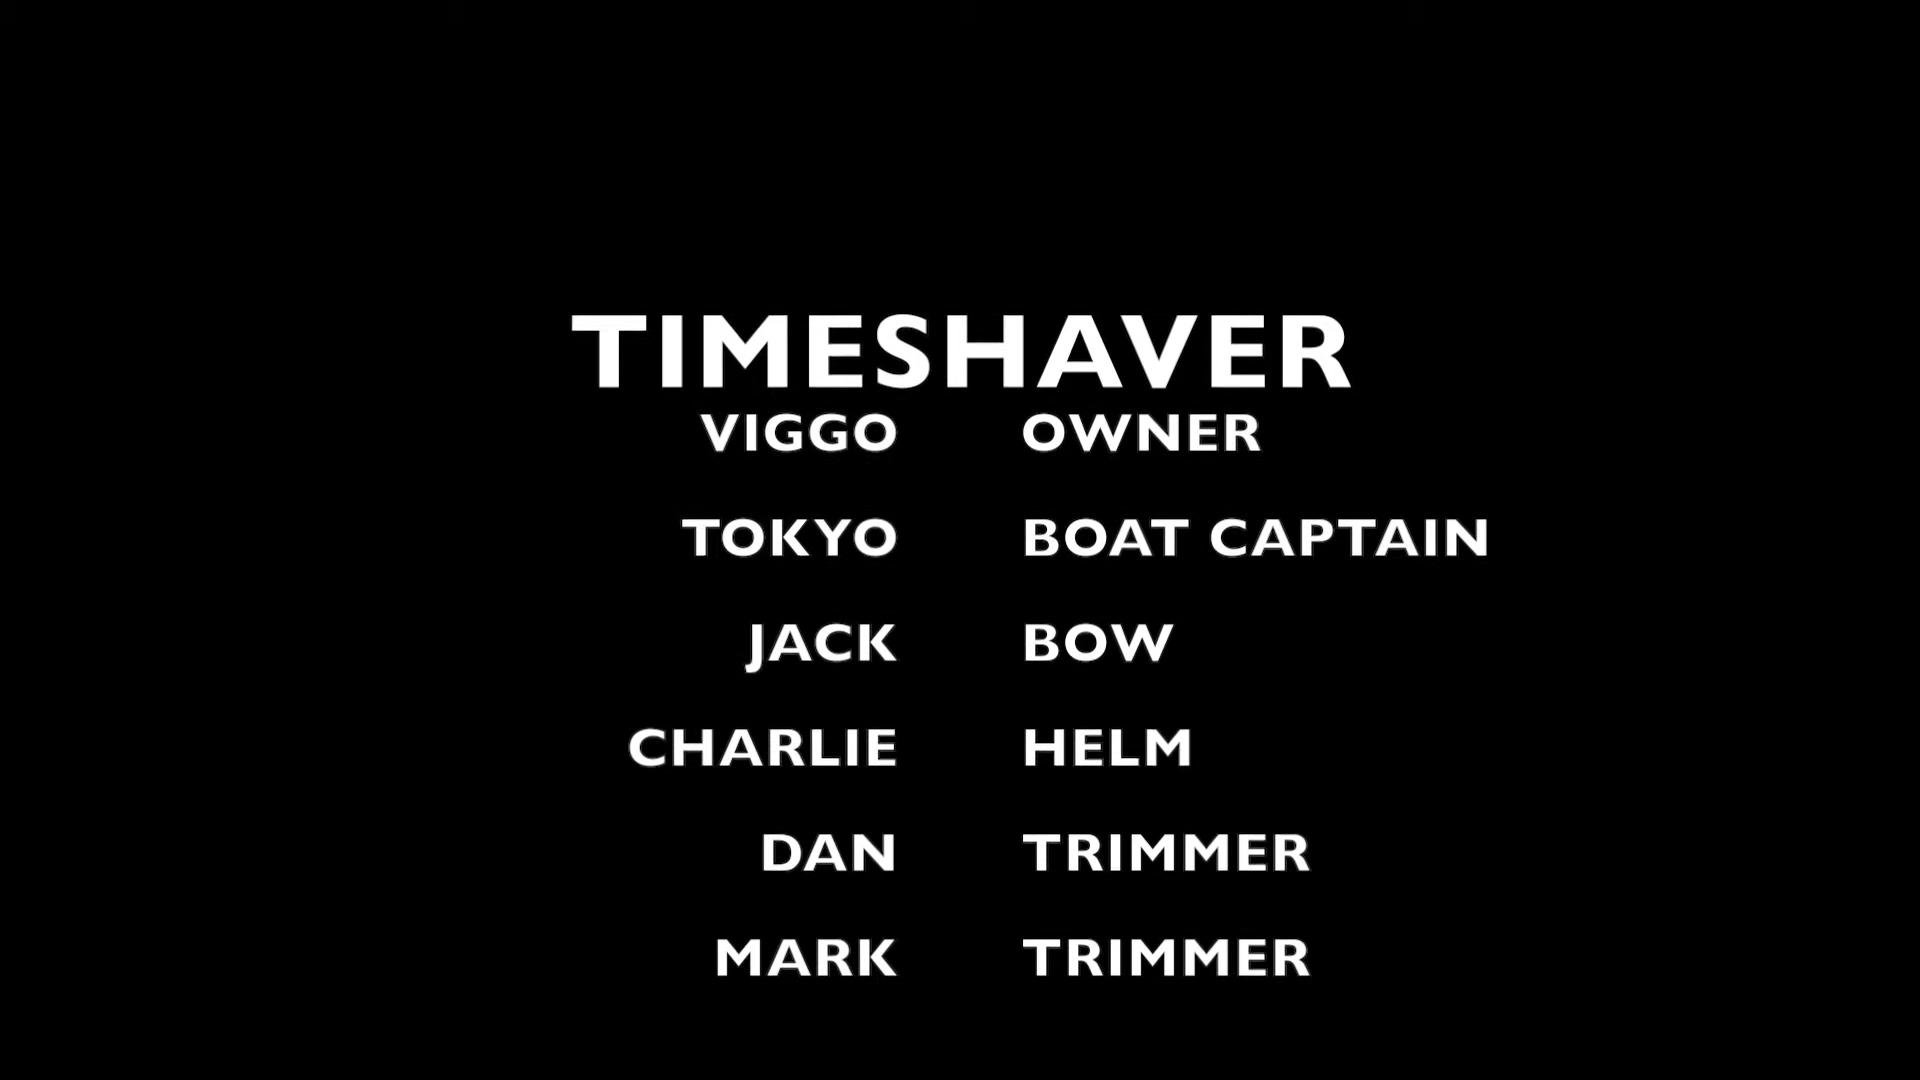 TIMESHAVER
VIGGO OWNER
TOKYO BOAT CAPTAIN
JACK BOW
CHARLIE HELM
DAN TRIMMER
MARK TRIMMER